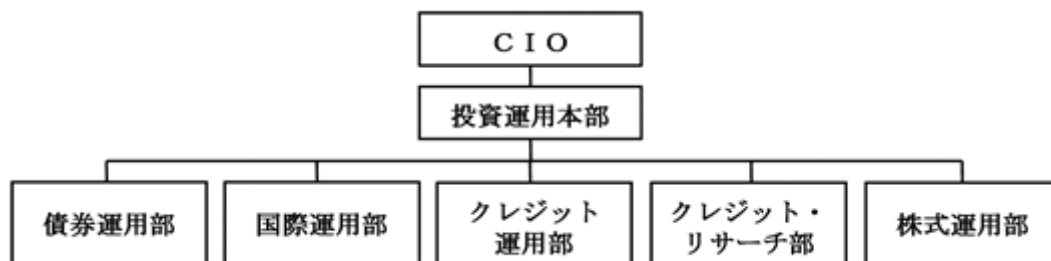 ＣＩＯ
投資運用本部
債券運用部
国際運用部
クレジット
運用部
クレジット・
リサーチ部
株式運用部